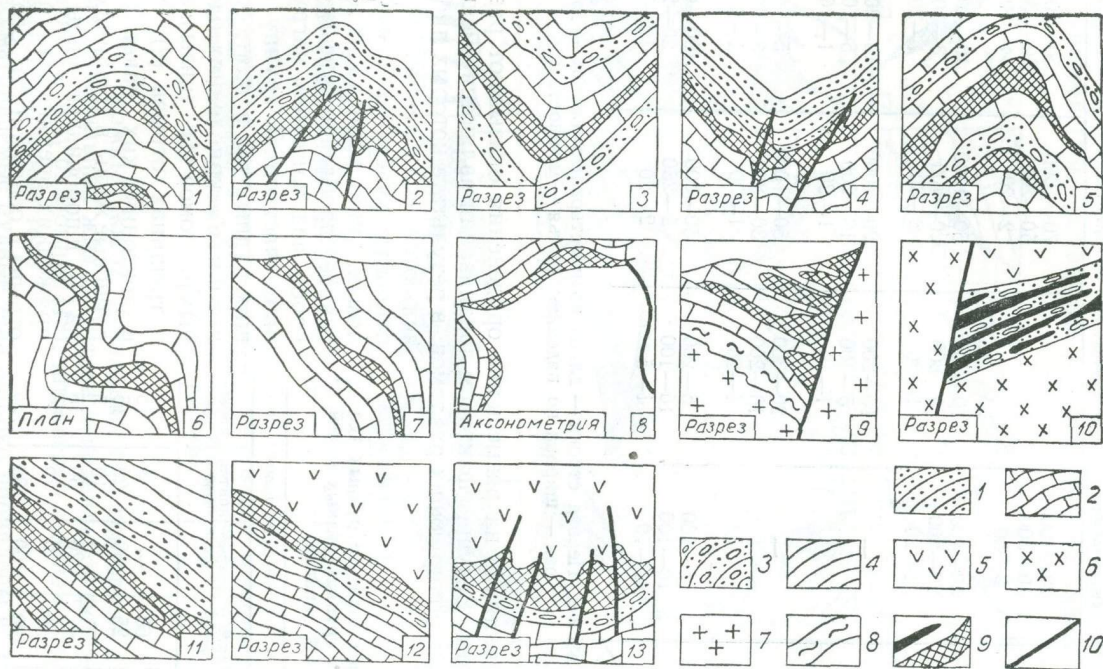 Разрез 1
Разрез 2
Разрез 3
Разрез 4
Разрез 5
План 6
Разрез 7
Аксонометрия 8
Разрез 9
Разрез 10
Разрез 11
Разрез 12
Разрез 13
1
2
3
4
5
6
7
8
9
10